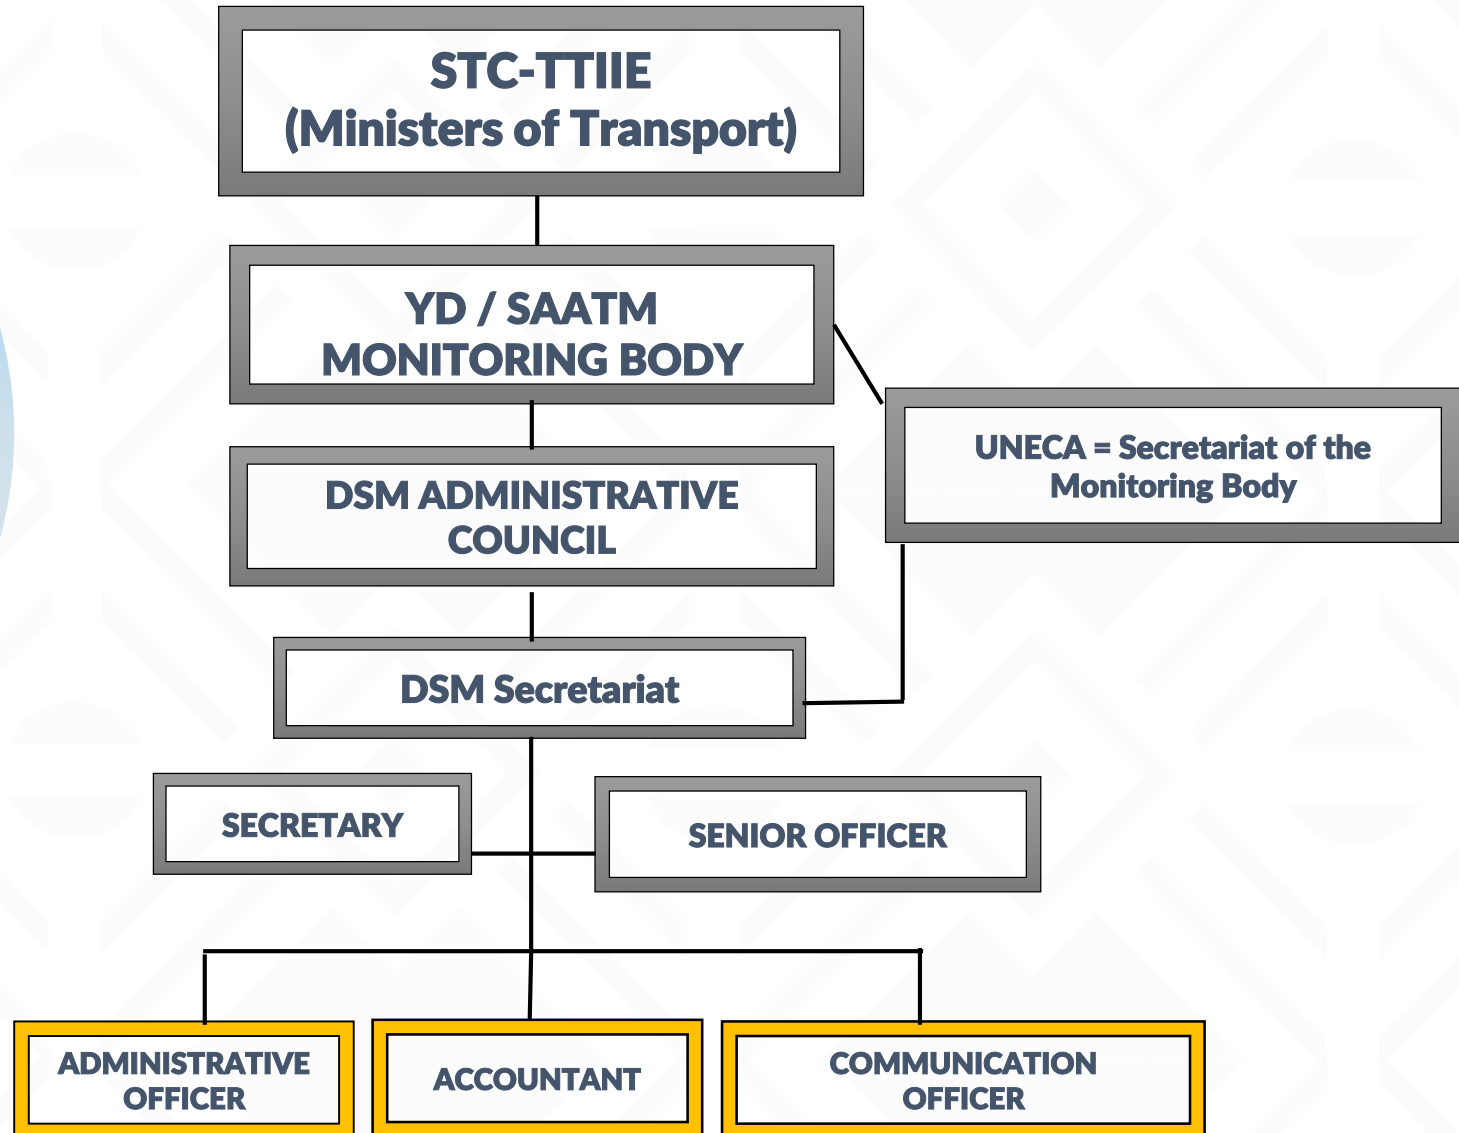 STC-TTIIE
(Ministers of Transport)
YD / SAATM
MONITORING BODY
UNECA = Secretariat of the
Monitoring Body
DSM ADMINISTRATIVE
COUNCIL
DSM Secretariat
SECRETARY
SENIOR OFFICER
ADMINISTRATIVE
OFFICER
ACCOUNTANT
COMMUNICATION
OFFICER